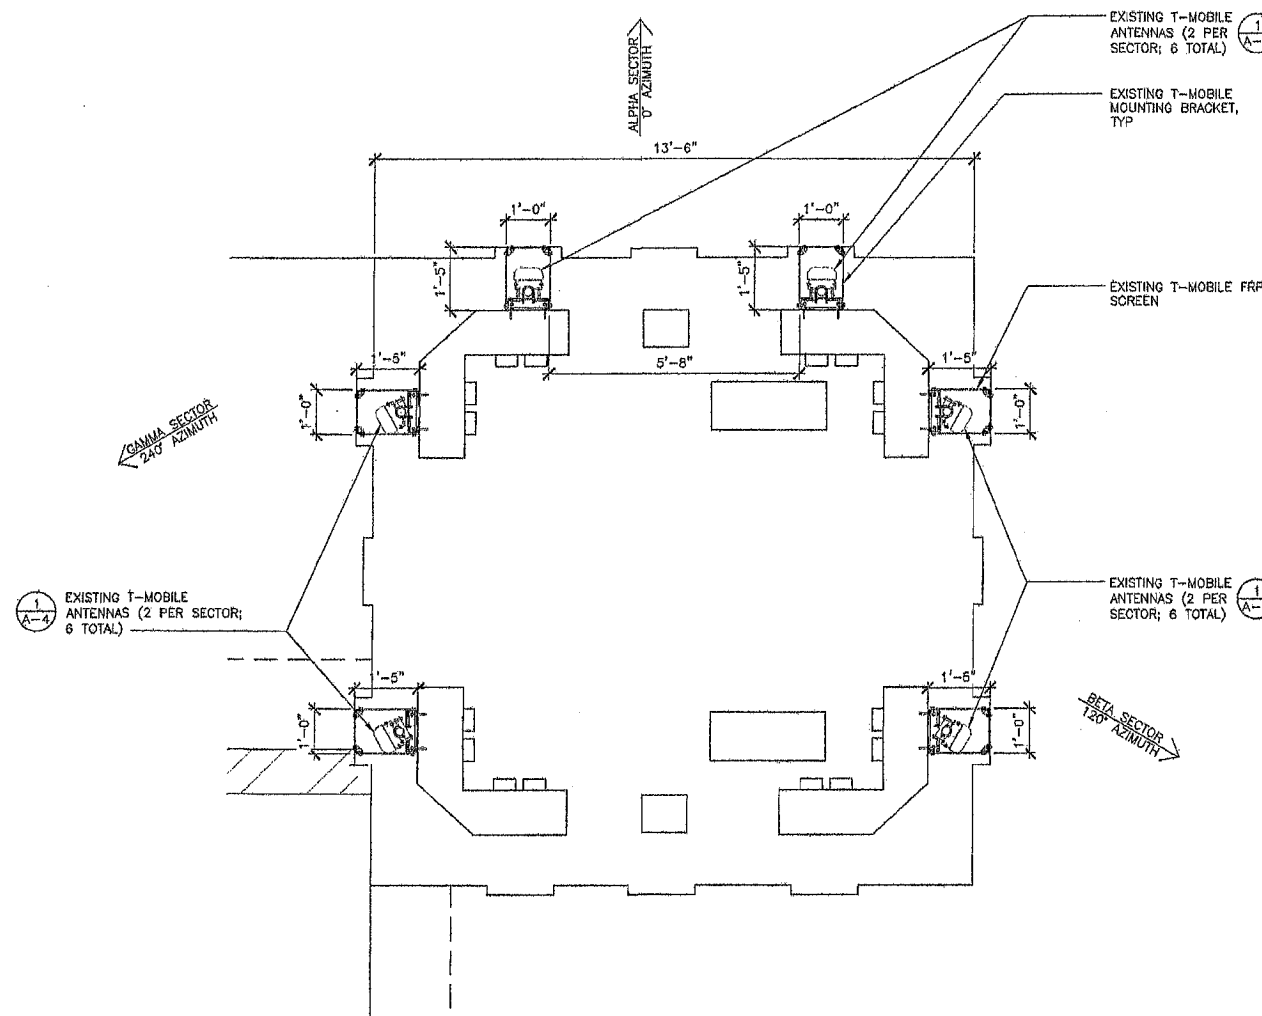 EXISTING T-MOBILE
ANTENNAS (2 PER
SECTOR; 6 TOTAL)
1
A-
EXISTING T-MOBILE
MOUNTING BRACKET,
TYP
ALPHA SECTOR
0° AZIMUTH
13'-6"
1'-0"
1'-0"
1'-5"
1'-5"
EXISTING T-MOBILE FRP
SCREEN
1'-5"
5'-8"
1'-5"
1'-0"
1'-0"
GAMMA SECTOR
240° AZIMUTH
1
A-4
EXISTING T-MOBILE
ANTENNAS (2 PER SECTOR;
6 TOTAL)
EXISTING T-MOBILE
ANTENNAS (2 PER
SECTOR; 6 TOTAL)
1
A-
1'-5"
1'-5"
1'-0"
1'-0"
BETA SECTOR
120° AZIMUTH